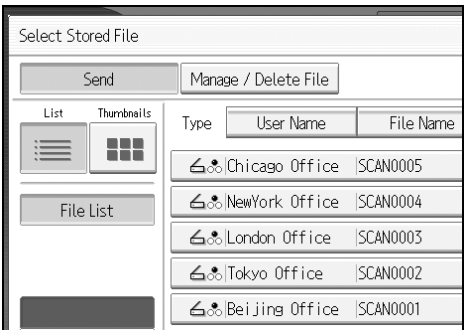 Select Stored File
Send Manage / Delete File
List Thumbnails
Type User Name File Name
Chicago Office SCAN0005
NewYork Office SCAN0004
File List
London Office SCAN0003
Tokyo Office SCAN0002
Beijing Office SCAN0001